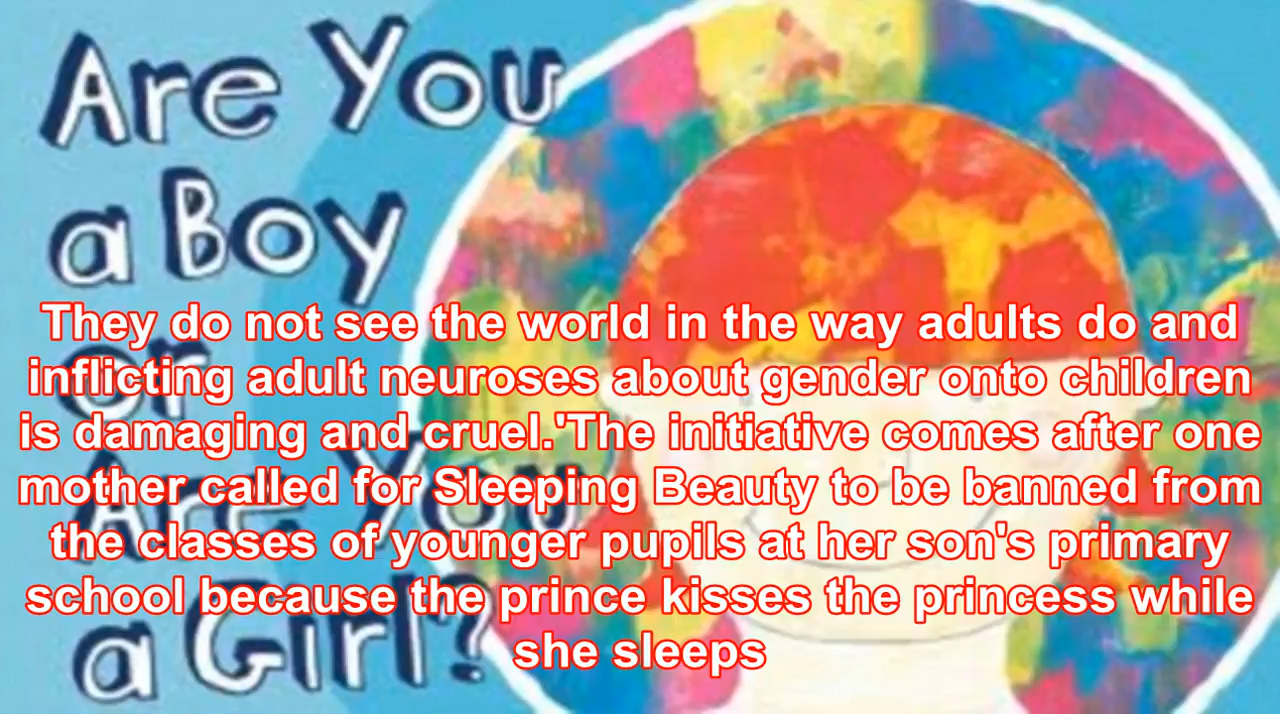 Are You
a Boy
or
Are You
a Girl?
They do not see the world in the way adults do and
inflicting adult neuroses about gender onto children
is damaging and cruel.'The initiative comes after one
mother called for Sleeping Beauty to be banned from
the classes of younger pupils at her son's primary
school because the prince kisses the princess while
she sleeps